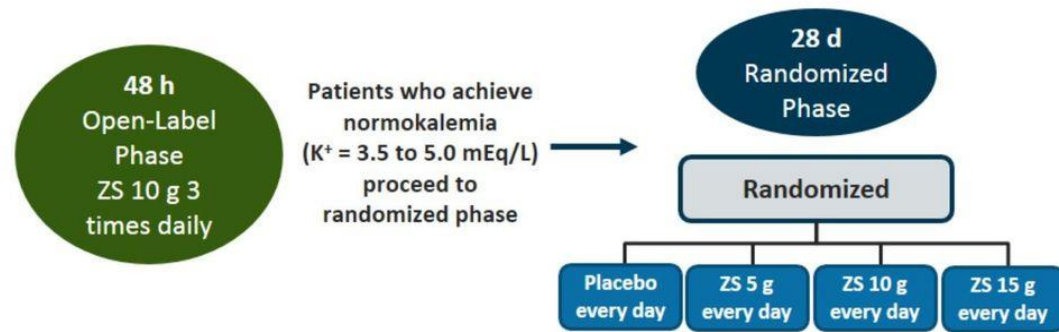 48 h
Open-Label
Phase
ZS 10 g 3
times daily
Patients who achieve
normokalemia
(K⁺ = 3.5 to 5.0 mEq/L)
proceed to
randomized phase
28 d
Randomized
Phase
Randomized
Placebo
every day
ZS 5 g
every day
ZS 10 g
every day
ZS 15 g
every day